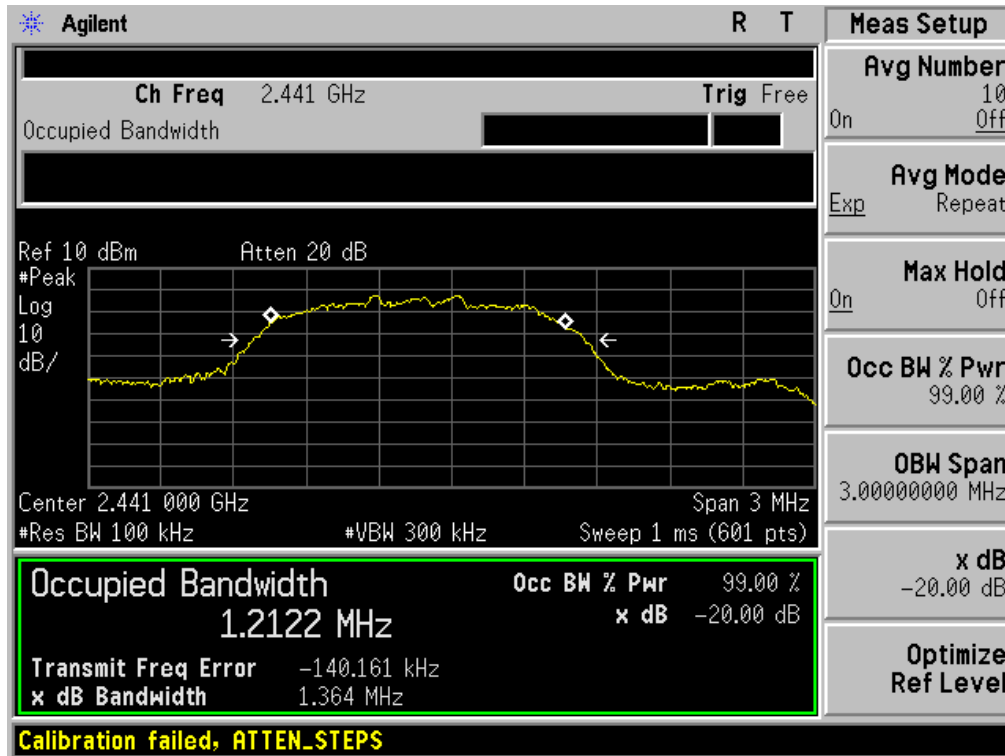 Agilent R T
Ch Freq 2.441 GHz Trig Free
Occupied Bandwidth
Ref 10 dBm Atten 20 dB
#Peak
Log
10
dB/
Center 2.441 000 GHz Span 3 MHz
#Res BW 100 kHz #VBW 300 kHz Sweep 1 ms (601 pts)
Occupied Bandwidth Occ BW % Pwr 99.00 %
1.2122 MHz x dB -20.00 dB
Transmit Freq Error -140.161 kHz
x dB Bandwidth 1.364 MHz
Calibration failed, ATTEN_STEPS
Meas Setup
Avg Number
10
On Off
Avg Mode
Exp Repeat
Max Hold
On Off
Occ BW % Pwr
99.00 %
OBW Span
3.00000000 MHz
x dB
-20.00 dB
Optimize
Ref Level